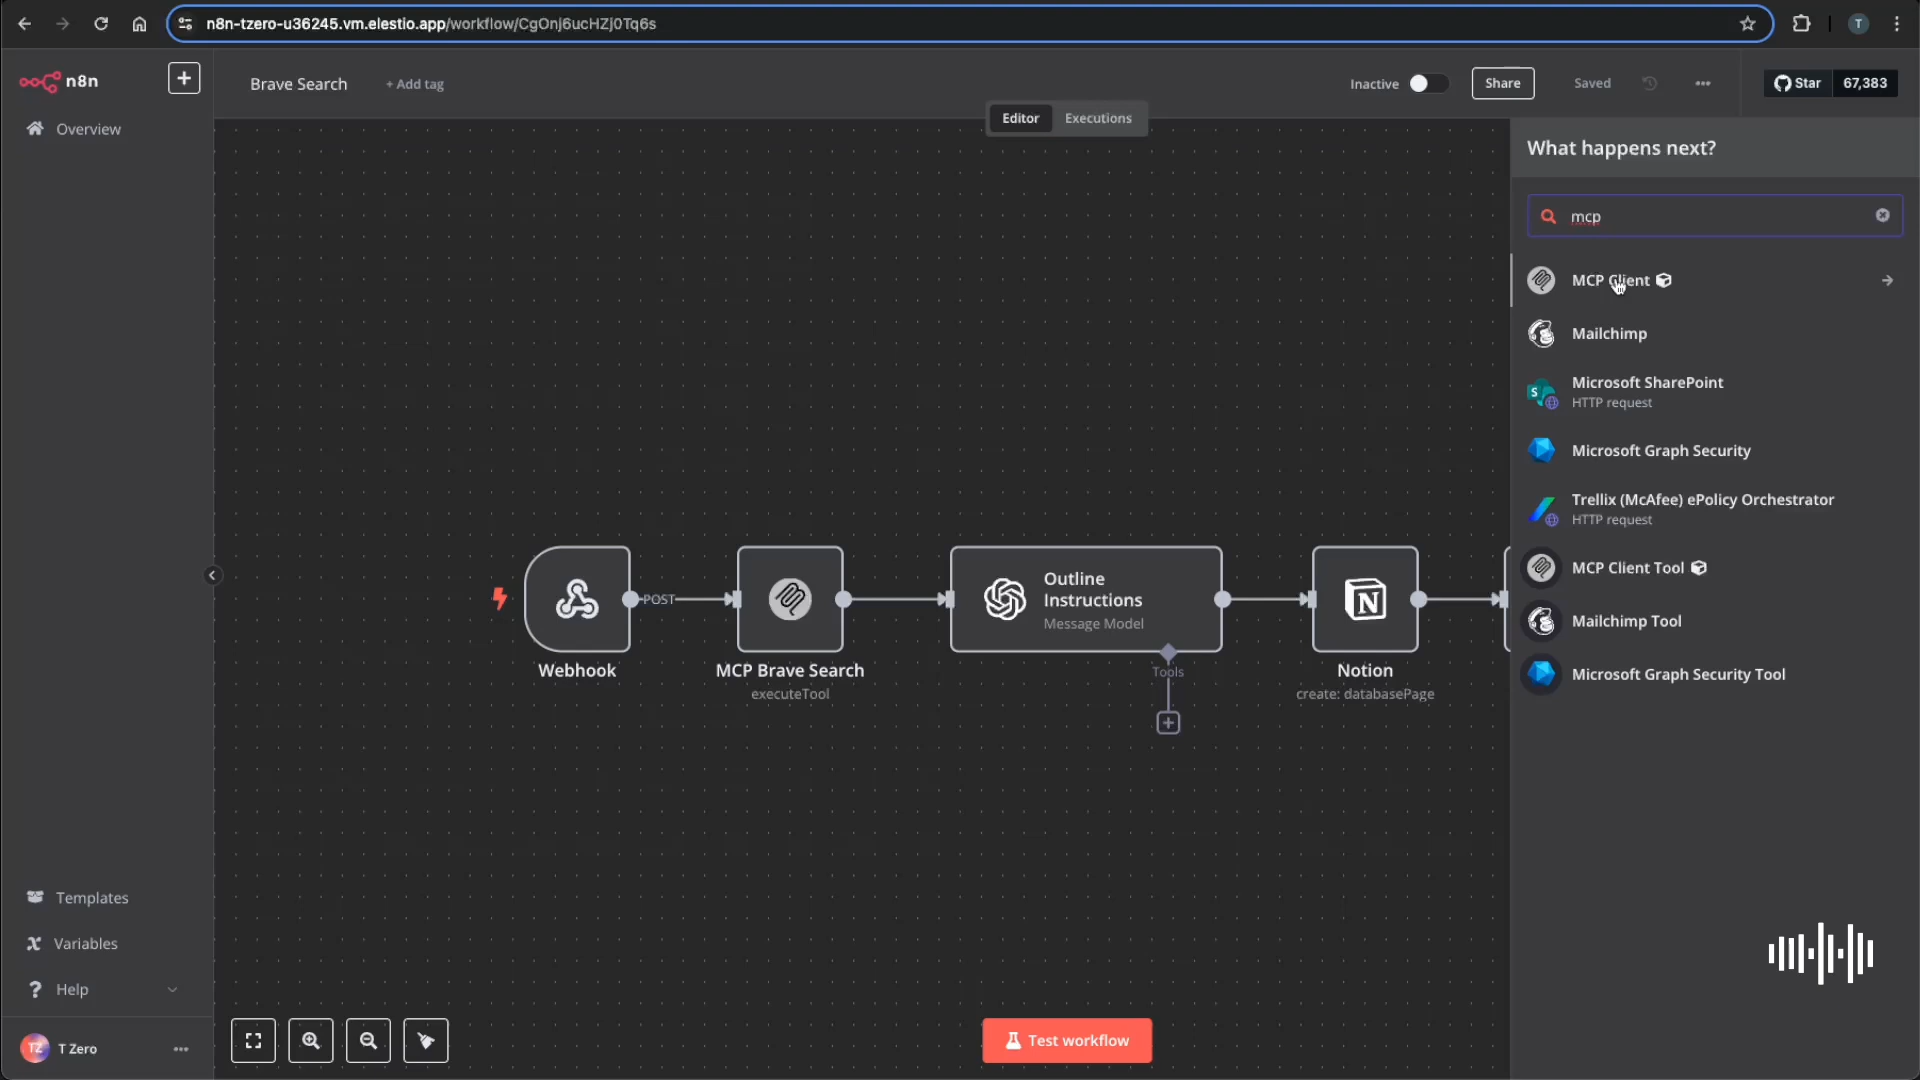 n8n-tzero-u36245.vm.elestio.app/workflow/CgOnj6ucHZj0Tq6s
T
n8n
+
Brave Search
+ Add tag
Inactive
Share
Saved
Star
67,383
Overview
Editor
Executions
What happens next?
mcp
MCP Client
Mailchimp
Microsoft SharePoint
HTTP request
Microsoft Graph Security
Trellix (McAfee) ePolicy Orchestrator
HTTP request
MCP Client Tool
Mailchimp Tool
Microsoft Graph Security Tool
POST
Outline
Instructions
Message Model
Webhook
MCP Brave Search
executeTool
Tools
Notion
create: databasePage
Templates
Variables
Help
TZ
T Zero
Test workflow